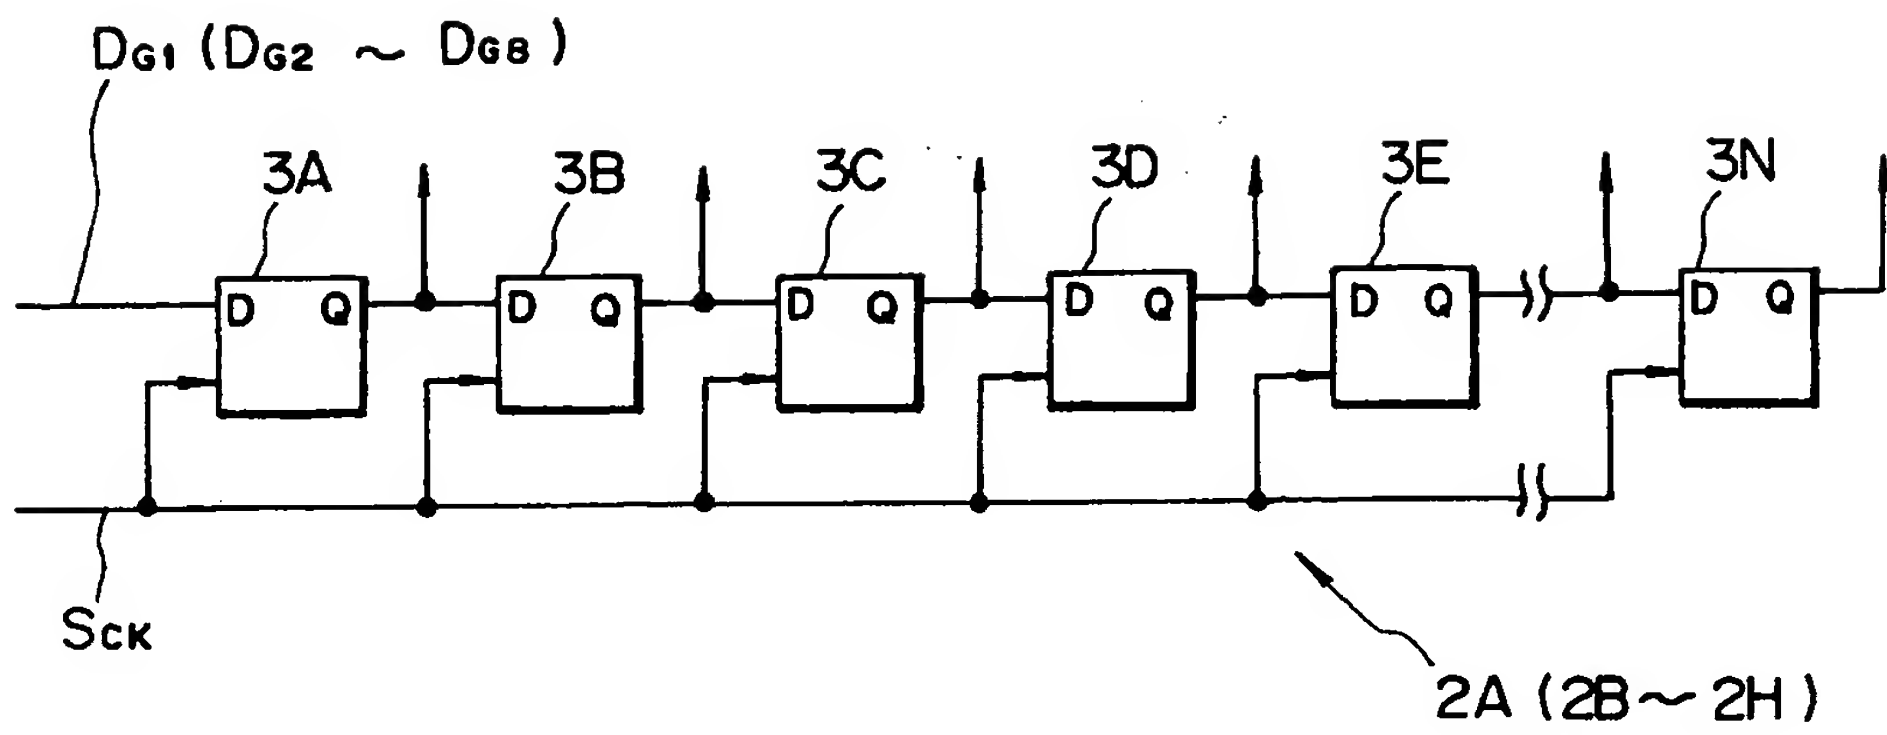 DG1 (DG2 ~ DG8)
3A 3B 3C 3D 3E 3N
D Q D Q D Q D Q D Q D Q
SCK
2A (2B~2H)